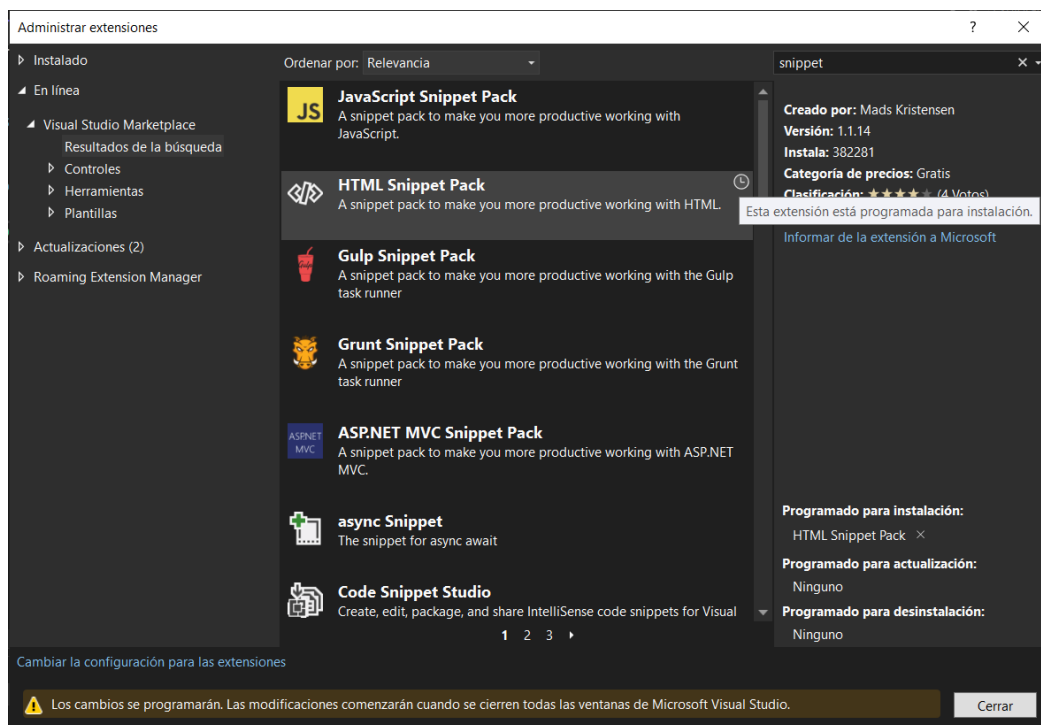 Administrar extensiones
?
Instalado
En línea
Visual Studio Marketplace
Resultados de la búsqueda
Controles
Herramientas
Plantillas
Actualizaciones (2)
Roaming Extension Manager
Ordenar por: Relevancia
JS
JavaScript Snippet Pack
A snippet pack to make you more productive working with
JavaScript.
HTML Snippet Pack
A snippet pack to make you more productive working with HTML.
Gulp Snippet Pack
A snippet pack to make you more productive working with the Gulp
task runner
Grunt Snippet Pack
A snippet pack to make you more productive working with the Grunt
task runner
ASP.NET
MVC
ASP.NET MVC Snippet Pack
A snippet pack to make you more productive working with ASP.NET
MVC.
async Snippet
The snippet for async await
Code Snippet Studio
Create, edit, package, and share IntelliSense code snippets for Visual
1 2 3
snippet
Creado por: Mads Kristensen
Versión: 1.1.14
Instala: 382281
Categoría de precios: Gratis
Clasificación: (4 Votos)
Esta extensión está programada para instalación.
Informar de la extensión a Microsoft
Programado para instalación:
HTML Snippet Pack
Programado para actualización:
Ninguno
Programado para desinstalación:
Ninguno
Cambiar la configuración para las extensiones
Los cambios se programarán. Las modificaciones comenzarán cuando se cierren todas las ventanas de Microsoft Visual Studio.
Cerrar